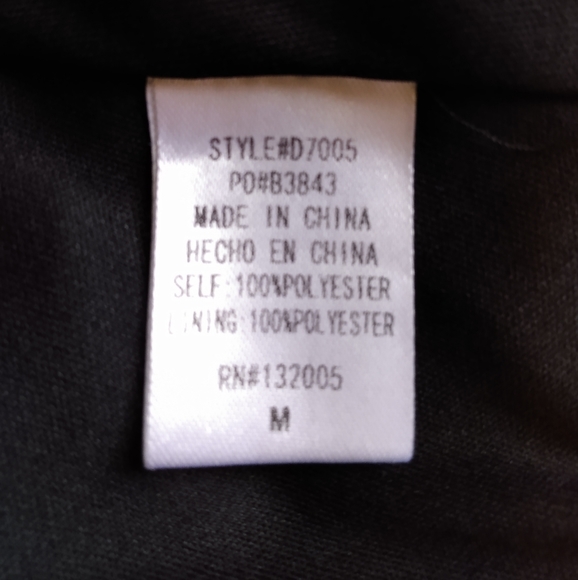 STYLE#D7005
PO#B3843
MADE IN CHINA
HECHO EN CHINA
SELF:100%POLYESTER
LINING:100%POLYESTER
RN#132005
M